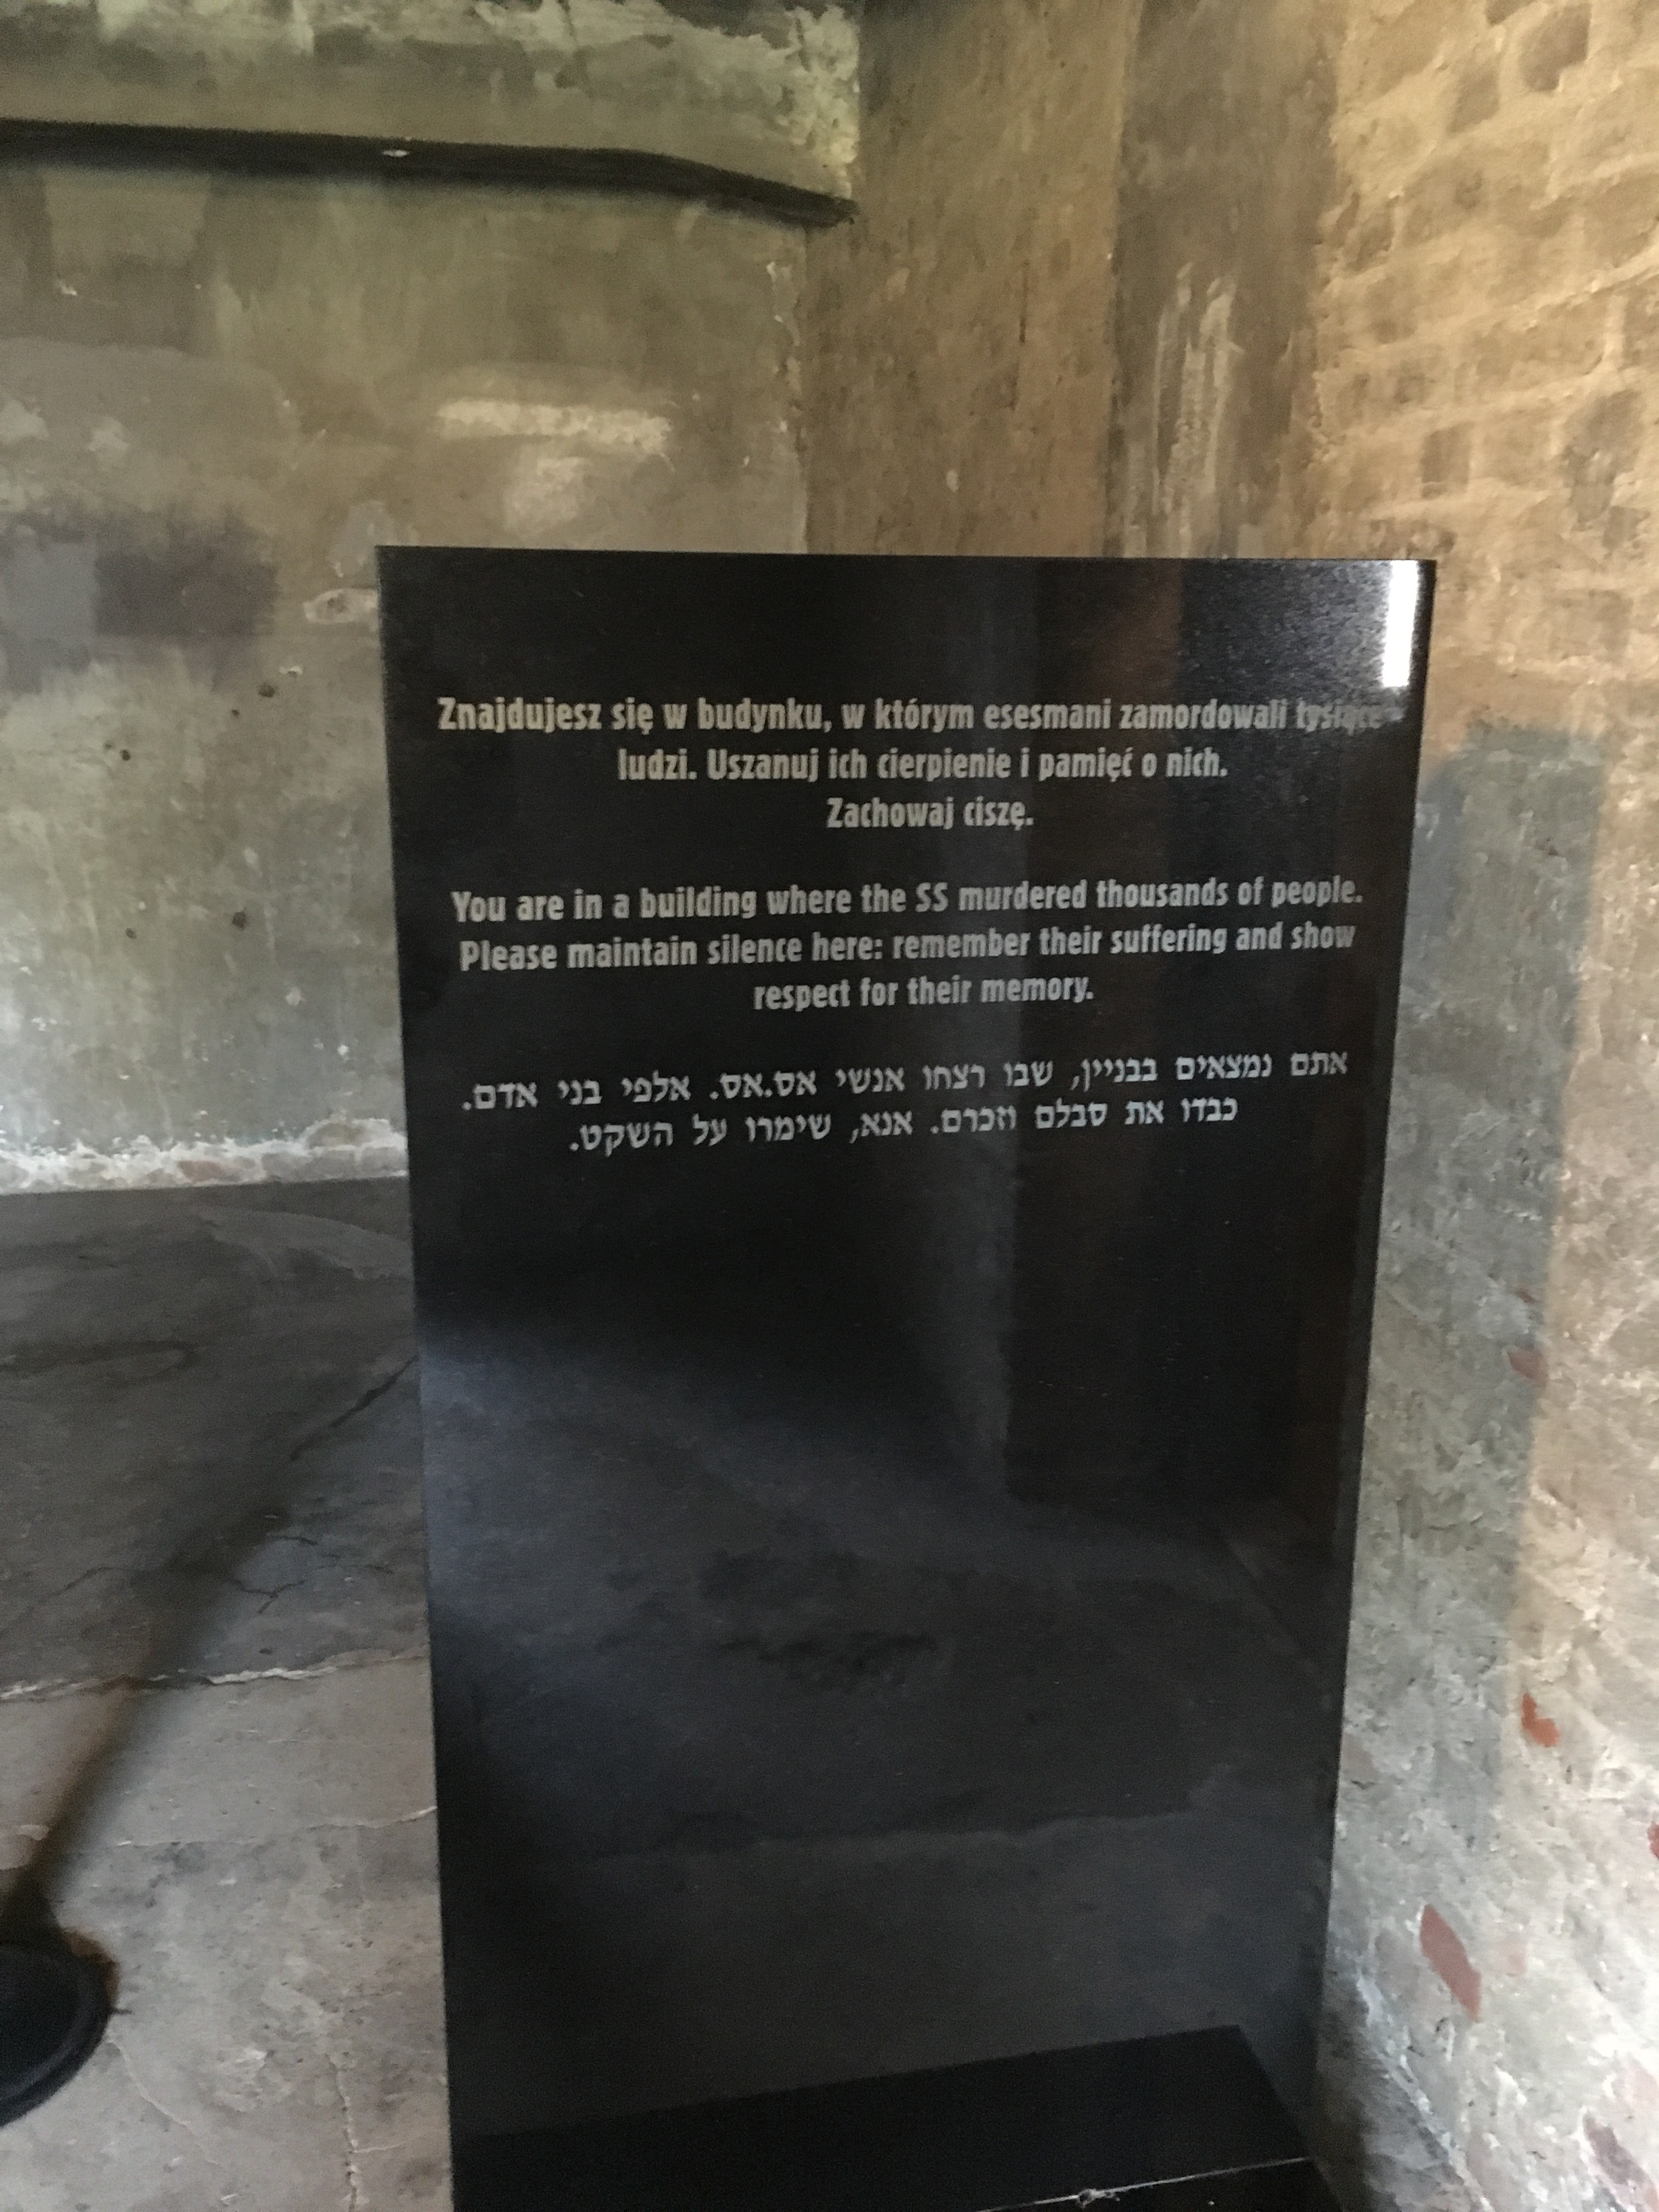 Znajdujesz się w budynku, w którym esesmani zamordowali tysiące
ludzi. Uszanuj ich cierpienie i pamięć o nich.
Zachowaj ciszę.
You are in a building where the SS murdered thousands of people.
Please maintain silence here: remember their suffering and show
respect for their memory.
אתם נמצאים בבניין, שבו רצחו אנשי אס.אס. אלפי בני אדם.
כבדו את סבלם וזכרם. אנא, שימרו על השקט.